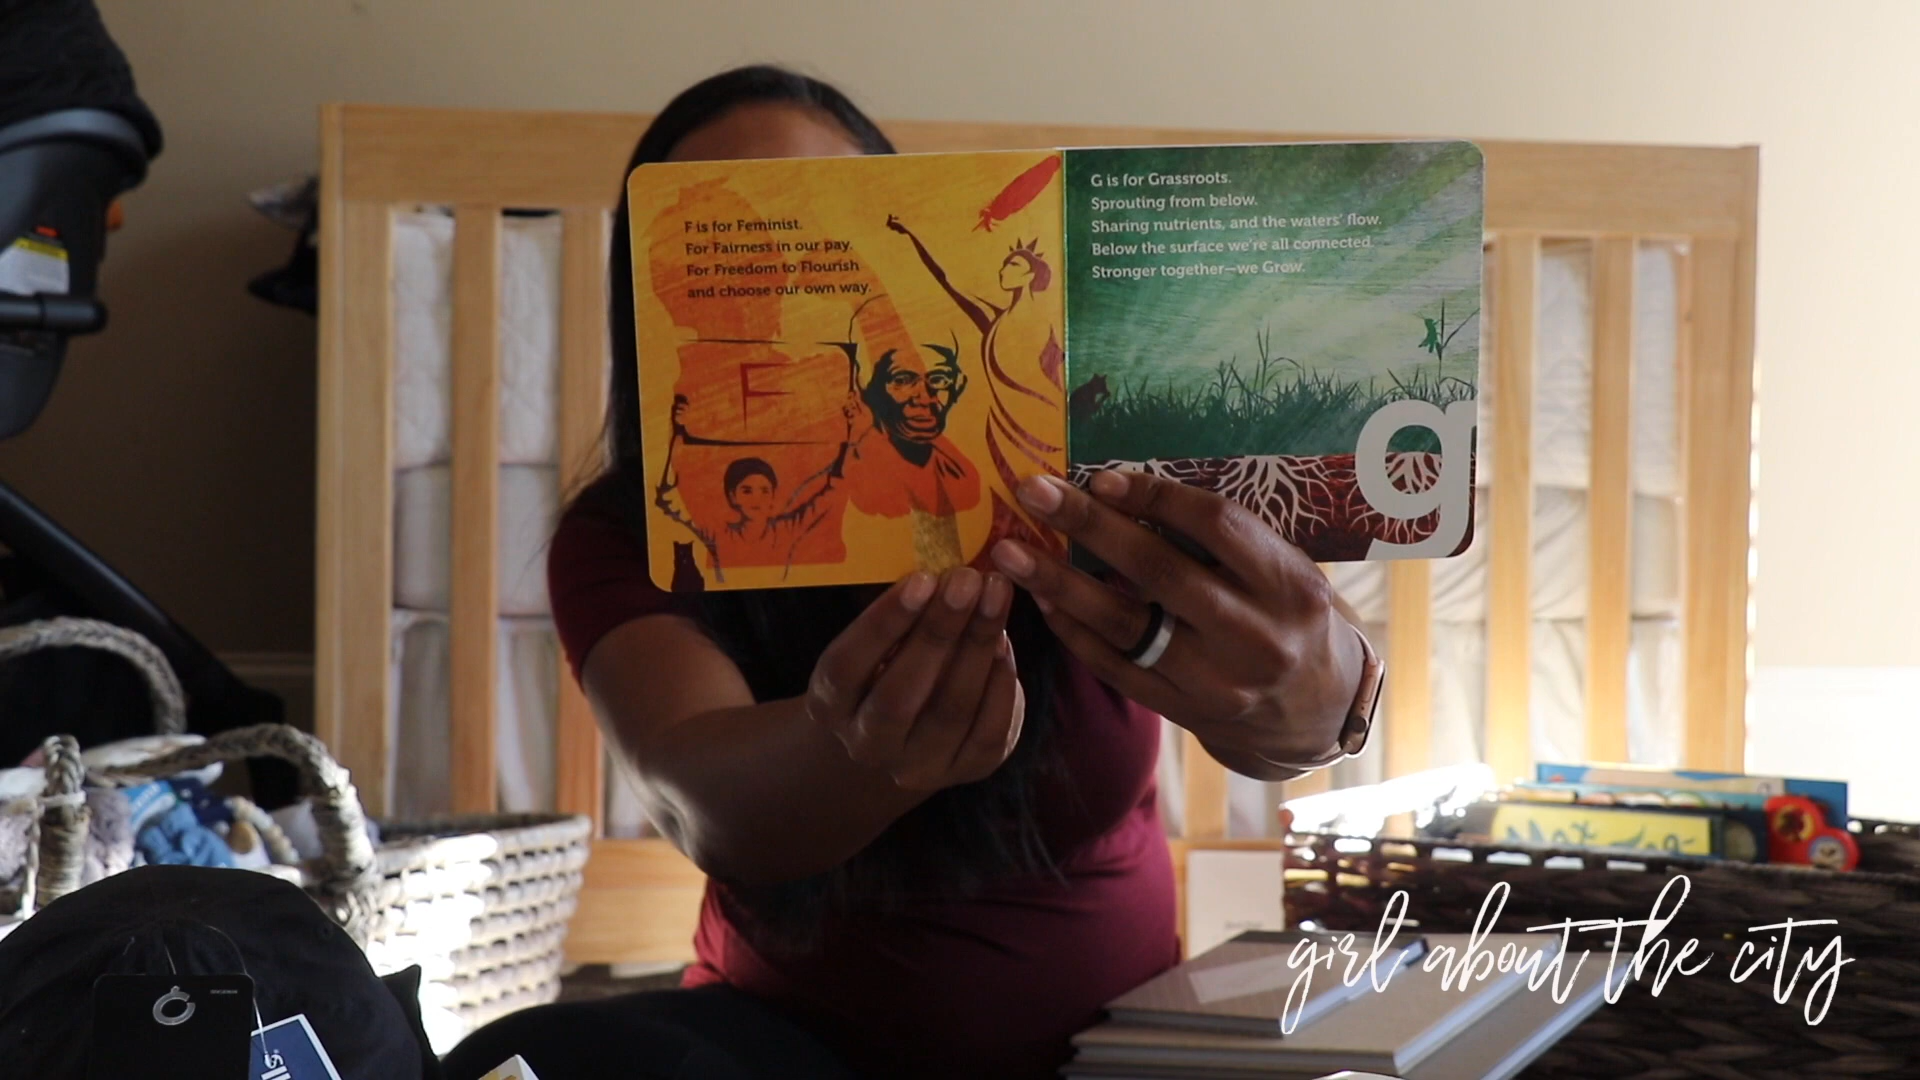 F is for Feminist.
For Fairness in our pay.
For Freedom to Flourish
and choose our own way.
F
G is for Grassroots.
Sprouting from below.
Sharing nutrients, and the waters' flow.
Below the surface we're all connected.
Stronger together—we Grow.
g
girl about the city